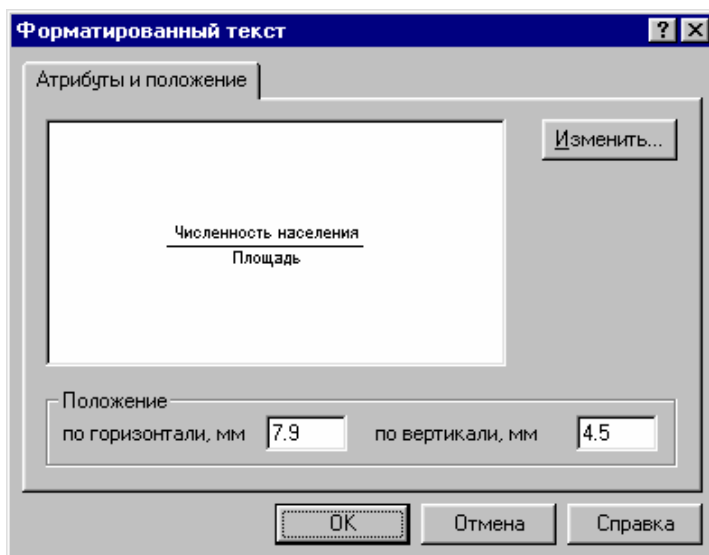 Форматированный текст
Атрибуты и положение
Изменить...
Численность населения
Площадь
Положение
по горизонтали, мм 7.9 по вертикали, мм 4.5
OK Отмена Справка